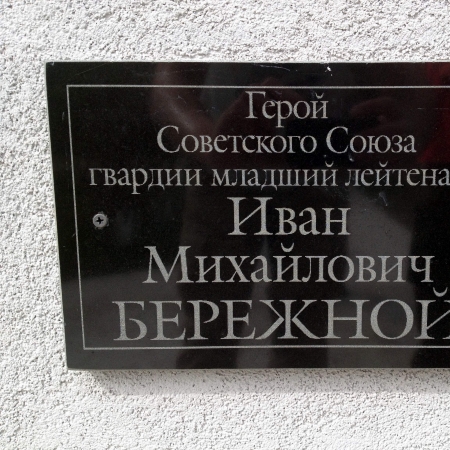 Герой
Советского Союза
гвардии младший лейтена
Иван
Михайлович
БЕРЕЖНОЙ